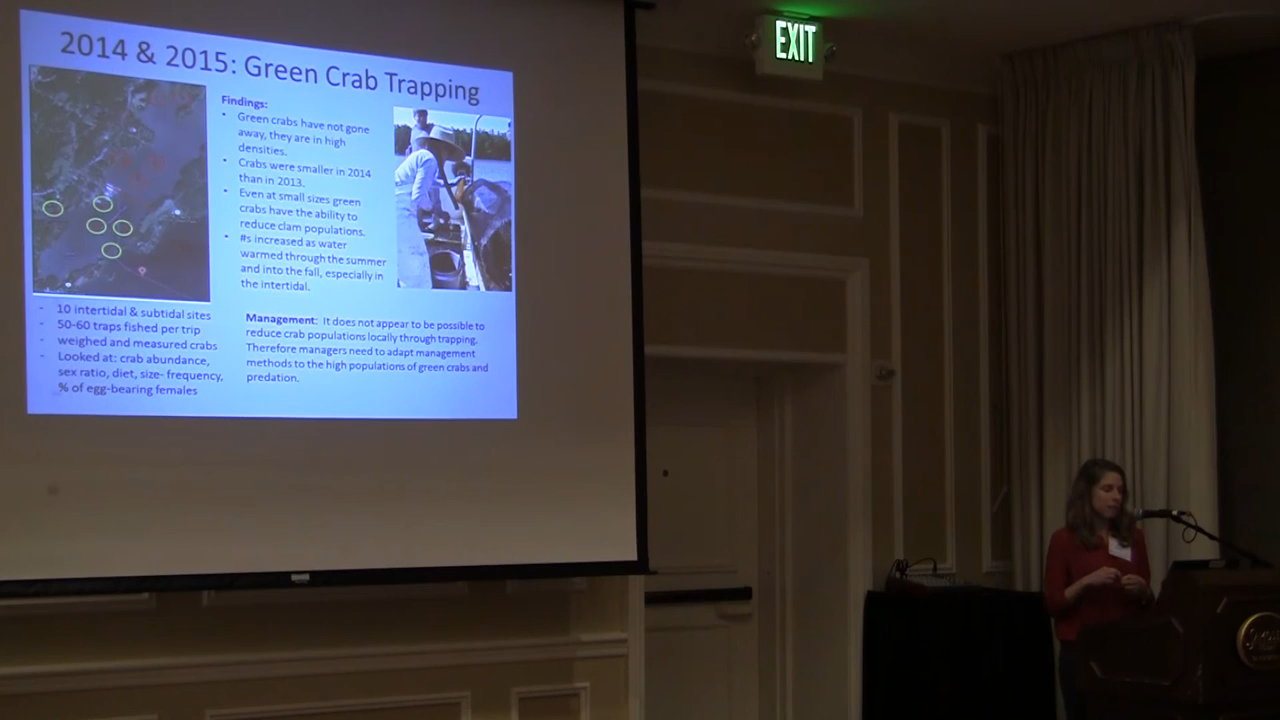 2014 & 2015: Green Crab Trapping
Findings:
• Green crabs have not gone
away, they are in high
densities.
• Crabs were smaller in 2014
than in 2013.
• Even at small sizes green
crabs have the ability to
reduce clam populations.
• #s increased as water
warmed through the summer
and into the fall, especially in
the intertidal.
- 10 intertidal & subtidal sites
- 50-60 traps fished per trip
- weighed and measured crabs
- Looked at: crab abundance,
sex ratio, diet, size- frequency,
% of egg-bearing females
Management: It does not appear to be possible to
reduce crab populations locally through trapping.
Therefore managers need to adapt management
methods to the high populations of green crabs and
predation.
EXIT